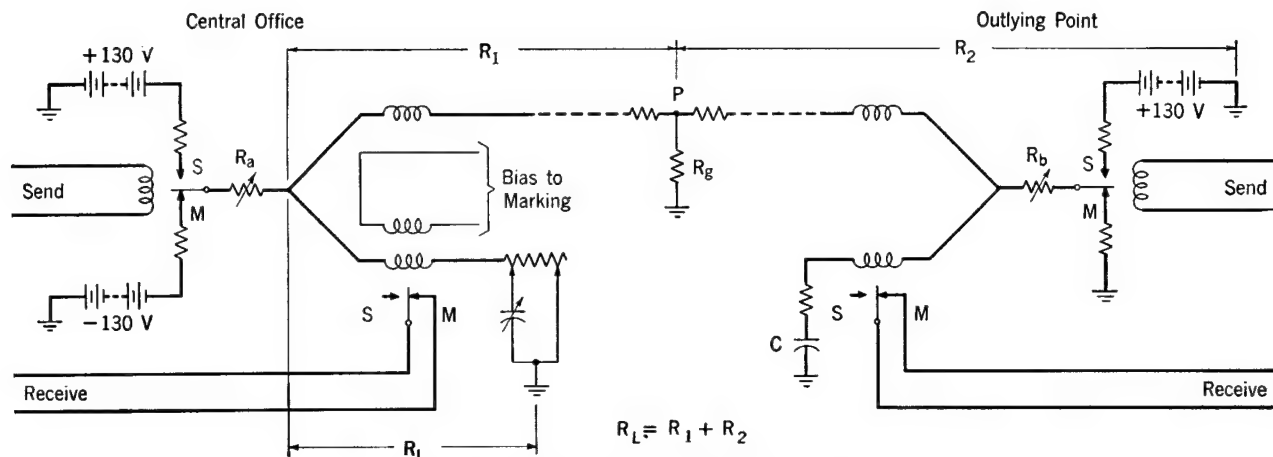 Central Office
Outlying Point
R1
R2
+130 V
P
+130 V
S
Ra
Rg
Rb
S
Send
Bias to
Marking
Send
M
M
-130 V
S
M
C
S
M
Receive
Receive
RL = R1 + R2
RL